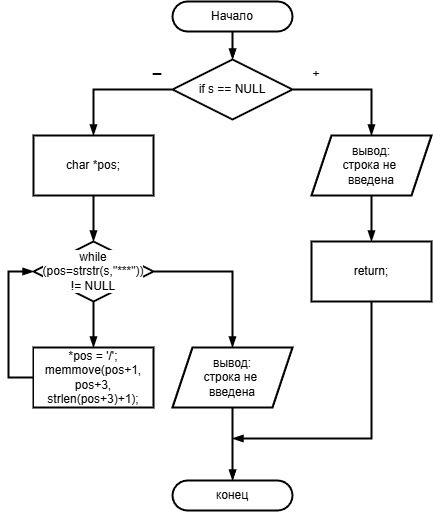 Начало
if s == NULL
–
+
char *pos;
вывод:
строка не
введена
while
(pos=strstr(s,"***"))
!= NULL
return;
*pos = '/';
memmove(pos+1,
pos+3,
strlen(pos+3)+1);
вывод:
строка не
введена
конец